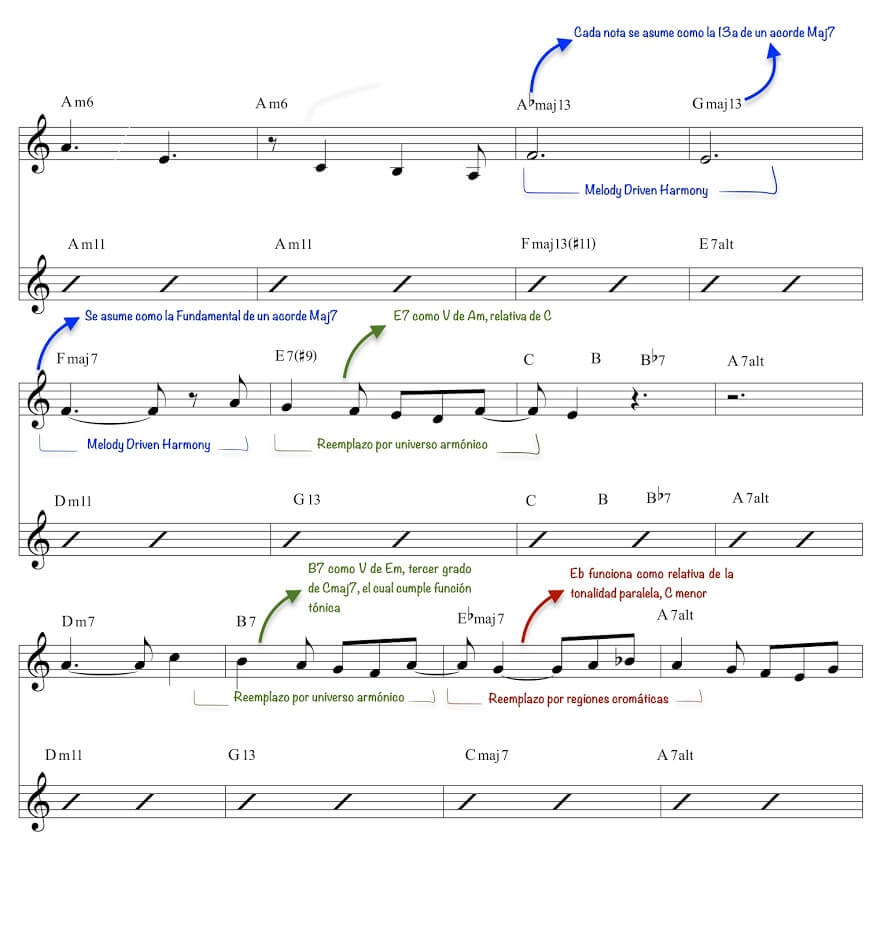 Cada nota se asume como la 13a de un acorde Maj7
Am6 Am6 A♭maj13 Gmaj13
Melody Driven Harmony
Am11 Am11 Fmaj13(♯11) E7alt
Se asume como la Fundamental de un acorde Maj7 E7 como V de Am, relativa de C
Fmaj7 E7(♯9) C B B♭7 A7alt
Melody Driven Harmony Reemplazo por universo armónico
Dm11 G13 C B B♭7 A7alt
B7 como V de Em, tercer grado
de Cmaj7, el cual cumple función
tónica
Eb funciona como relativa de la
tonalidad paralela, C menor
Dm7 B7 E♭maj7 A7alt
Reemplazo por universo armónico Reemplazo por regiones cromáticas
Dm11 G13 Cmaj7 A7alt